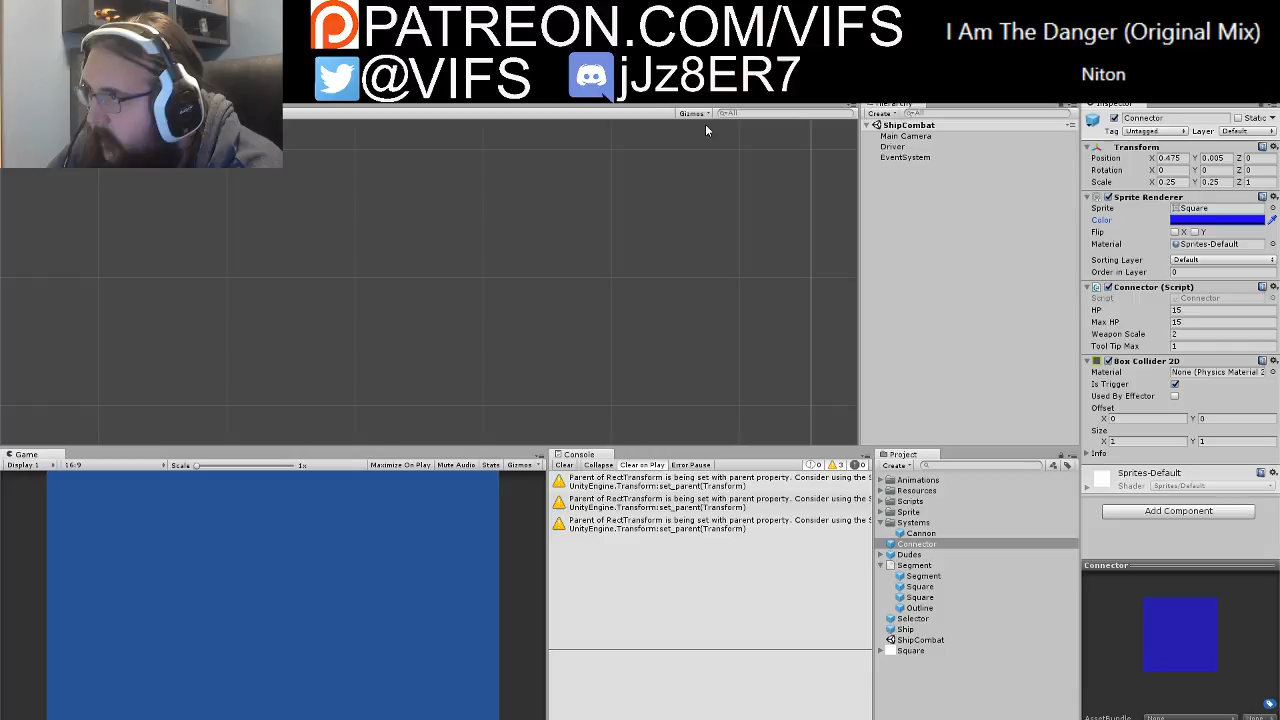 PATREON.COM/VIFS
@VIFS jJz8ER7
I Am The Danger (Original Mix)
Niton
Gizmos All
Hierarchy
Create All
ShipCombat
Main Camera
Driver
EventSystem
Inspector
Connector Static
Tag Untagged Layer Default
Transform
Position X 0.475 Y 0.005 Z 0
Rotation X 0 Y 0 Z 0
Scale X 0.25 Y 0.25 Z 1
Sprite Renderer
Sprite Square
Color
Flip X Y
Material Sprites-Default
Sorting Layer Default
Order in Layer 0
Connector (Script)
Script Connector
HP 15
Max HP 15
Weapon Scale 2
Tool Tip Max 1
Box Collider 2D
Material None (Physics Material 2
Is Trigger
Used By Effector
Offset
X 0 Y 0
Size
X 1 Y 1
Info
Sprites-Default
Shader Sprites/Default
Add Component
Connector
AssetBundle None None
Game
Display 1 16:9 Scale 1x Maximize On Play Mute Audio Stats Gizmos
Console
Clear Collapse Clear on Play Error Pause 0 3 0
Parent of RectTransform is being set with parent property. Consider using the S
UnityEngine.Transform:set_parent(Transform)
Parent of RectTransform is being set with parent property. Consider using the S
UnityEngine.Transform:set_parent(Transform)
Parent of RectTransform is being set with parent property. Consider using the S
UnityEngine.Transform:set_parent(Transform)
Project
Create
Animations
Resources
Scripts
Sprite
Systems
Cannon
Connector
Dudes
Segment
Segment
Square
Square
Outline
Selector
Ship
ShipCombat
Square